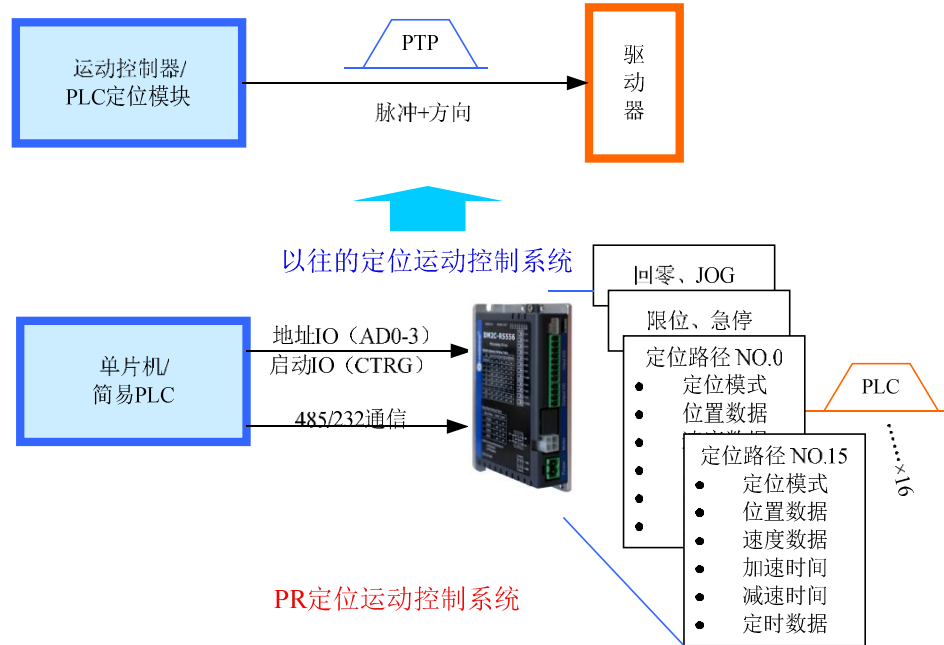 运动控制器/
PLC定位模块
PTP
脉冲+方向
驱
动
器
以往的定位运动控制系统
回零、JOG
限位、急停
单片机/
简易PLC
地址IO（AD0-3）
启动IO（CTRG）
485/232通信
DM2C-RS556
定位路径 NO.0
● 定位模式
● 位置数据
PLC
······×16
定位路径 NO.15
● 定位模式
● 位置数据
● 速度数据
● 加速时间
● 减速时间
● 定时数据
PR定位运动控制系统